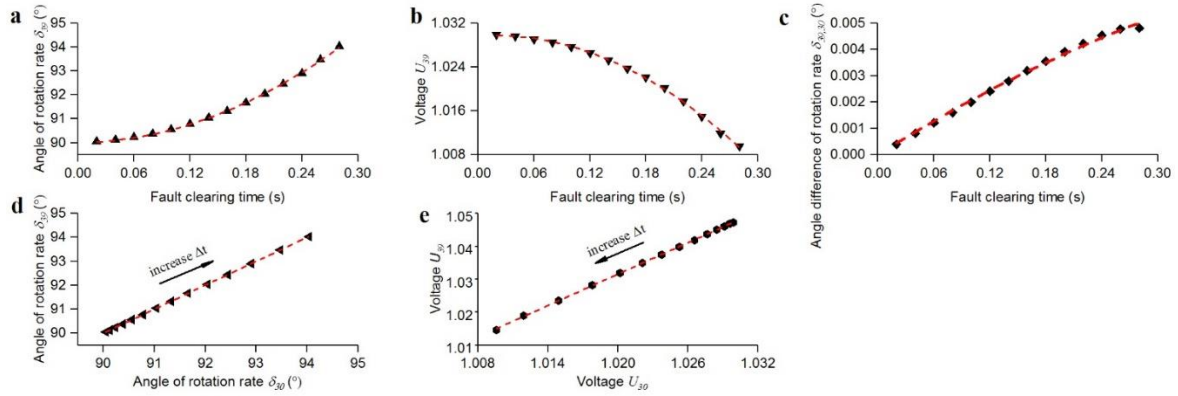 a
Angle of rotation rate δ39 (°)
95
94
93
92
91
90
0.00 0.06 0.12 0.18 0.24 0.30
Fault clearing time (s)
b
Voltage U39
1.032
1.024
1.016
1.008
0.00 0.06 0.12 0.18 0.24 0.30
Fault clearing time (s)
c
Angle difference of rotation rate δ39,30 (°)
0.005
0.004
0.003
0.002
0.001
0.000
0.00 0.06 0.12 0.18 0.24 0.30
Fault clearing time (s)
d
Angle of rotation rate δ39 (°)
95
94
93
92
91
90
increase Δt
90 91 92 93 94 95
Angle of rotation rate δ30 (°)
e
Voltage U39
1.05
1.04
1.03
1.02
1.01
increase Δt
1.008 1.014 1.020 1.026 1.032
Voltage U30